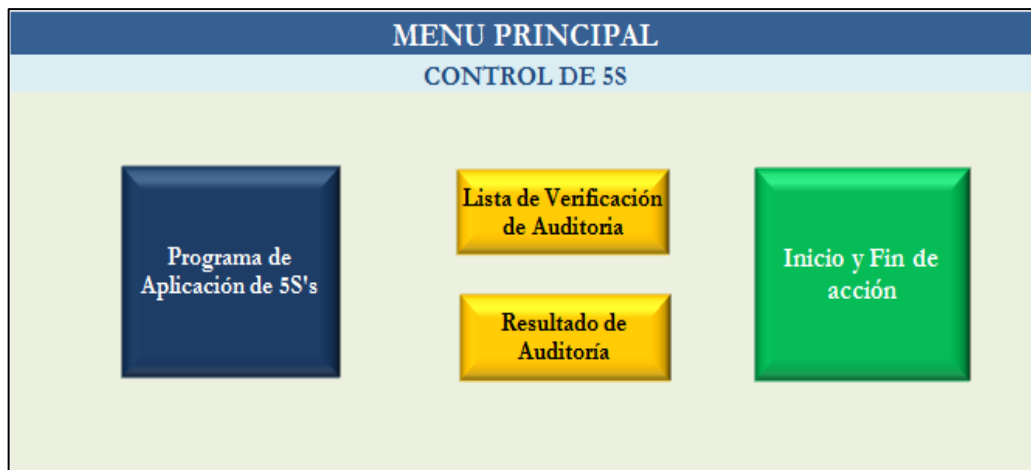 MENU PRINCIPAL
CONTROL DE 5S
Programa de
Aplicación de 5S's
Lista de Verificación
de Auditoria
Resultado de
Auditoría
Inicio y Fin de
acción